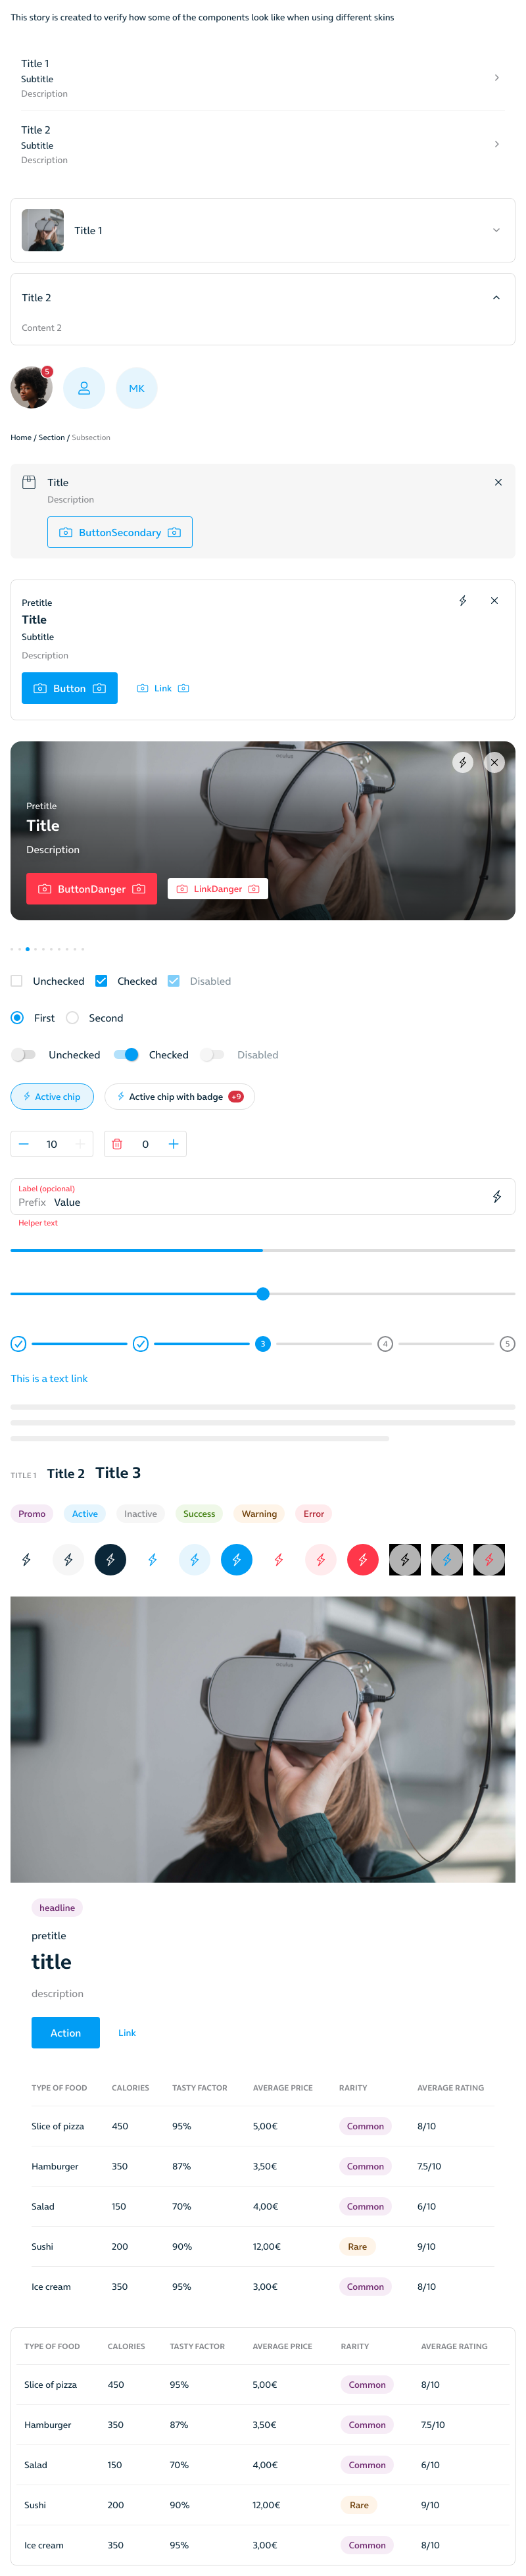 This story is created to verify how some of the components look like when using different skins
Title 1
Subtitle
Description
Title 2
Subtitle
Description
Title 1
Title 2
Content 2
5
MK
Home / Section / Subsection
Title
Description
ButtonSecondary
Pretitle
Title
Subtitle
Description
Button Link
oculus
Pretitle
Title
Description
ButtonDanger LinkDanger
Unchecked Checked Disabled
First Second
Unchecked Checked Disabled
Active chip Active chip with badge +9
10 0
Label (opcional)
Prefix Value
Helper text
3 4 5
This is a text link
TITLE 1 Title 2 Title 3
Promo Active Inactive Success Warning Error
oculus
headline
pretitle
title
description
Action Link
TYPE OF FOOD CALORIES TASTY FACTOR AVERAGE PRICE RARITY AVERAGE RATING
Slice of pizza 450 95% 5,00€ Common 8/10
Hamburger 350 87% 3,50€ Common 7.5/10
Salad 150 70% 4,00€ Common 6/10
Sushi 200 90% 12,00€ Rare 9/10
Ice cream 350 95% 3,00€ Common 8/10
TYPE OF FOOD CALORIES TASTY FACTOR AVERAGE PRICE RARITY AVERAGE RATING
Slice of pizza 450 95% 5,00€ Common 8/10
Hamburger 350 87% 3,50€ Common 7.5/10
Salad 150 70% 4,00€ Common 6/10
Sushi 200 90% 12,00€ Rare 9/10
Ice cream 350 95% 3,00€ Common 8/10